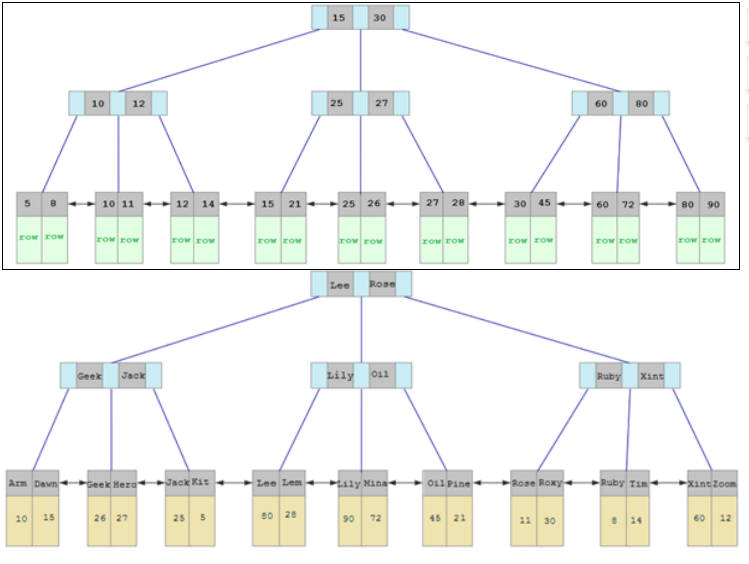 15 30
10 12 25 27 60 80
5 8 10 11 12 14 15 21 25 26 27 28 30 45 60 72 80 90
row row row row row row row row row row row row row row row row row row
Lee Rose
Geek Jack Lily Oil Ruby Xint
Arm Dawn Geek Hero Jack Kit Lee Lem Lily Mina Oil Pine Rose Roxy Ruby Tim Xint Zoom
10 15 26 27 25 5 80 28 90 72 45 21 11 30 8 14 60 12